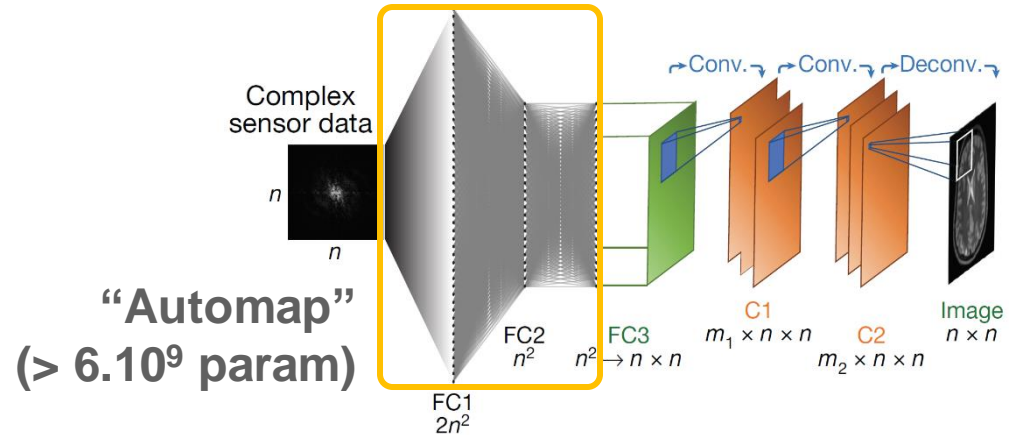 Conv. Conv. Deconv.
Complex
sensor data
n
n
“Automap”
(> 6.10⁹ param)
FC1
2n²
FC2
n²
FC3
n² → n × n
C1
m₁ × n × n
C2
m₂ × n × n
Image
n × n